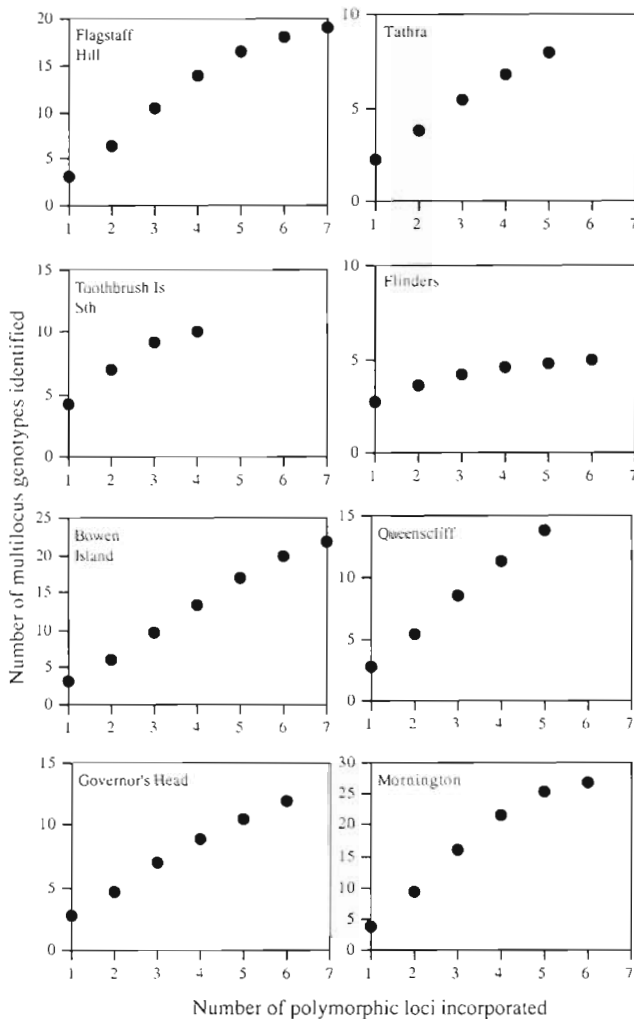 Number of multilocus genotypes identified
Flagstaff
Hill
20
15
10
5
0
1 2 3 4 5 6 7
Tathra
10
5
0
1 2 3 4 5 6 7
Toothbrush Is
Sth
15
10
5
0
1 2 3 4 5 6 7
Flinders
10
5
0
1 2 3 4 5 6 7
Bowen
Island
25
20
15
10
5
0
1 2 3 4 5 6 7
Queenscliff
15
10
5
0
1 2 3 4 5 6 7
Governor's Head
15
10
5
0
1 2 3 4 5 6 7
Mornington
30
25
20
15
10
5
0
1 2 3 4 5 6 7
Number of polymorphic loci incorporated